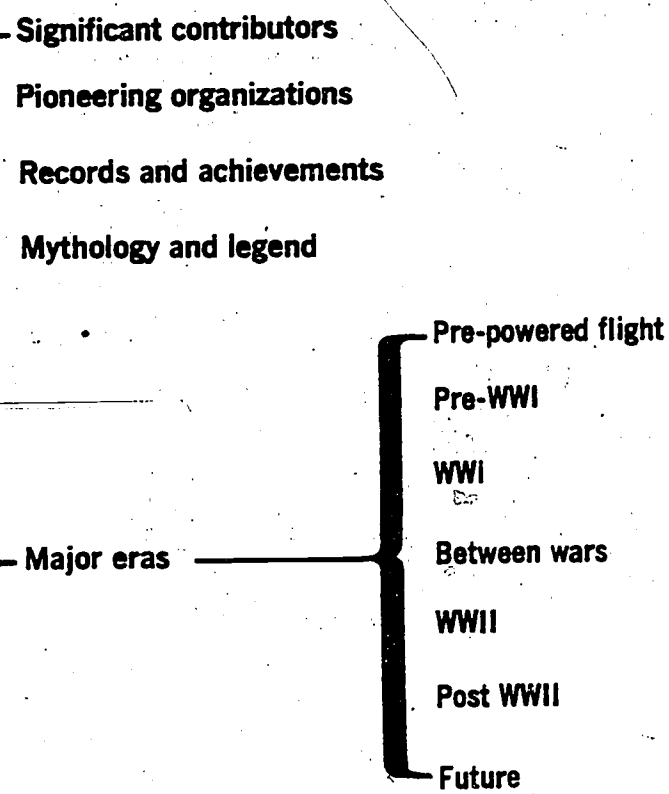 Significant contributors
Pioneering organizations
Records and achievements
Mythology and legend
Pre-powered flight
Pre-WWI
WWI
Between wars
Major eras
WWII
Post WWII
Future